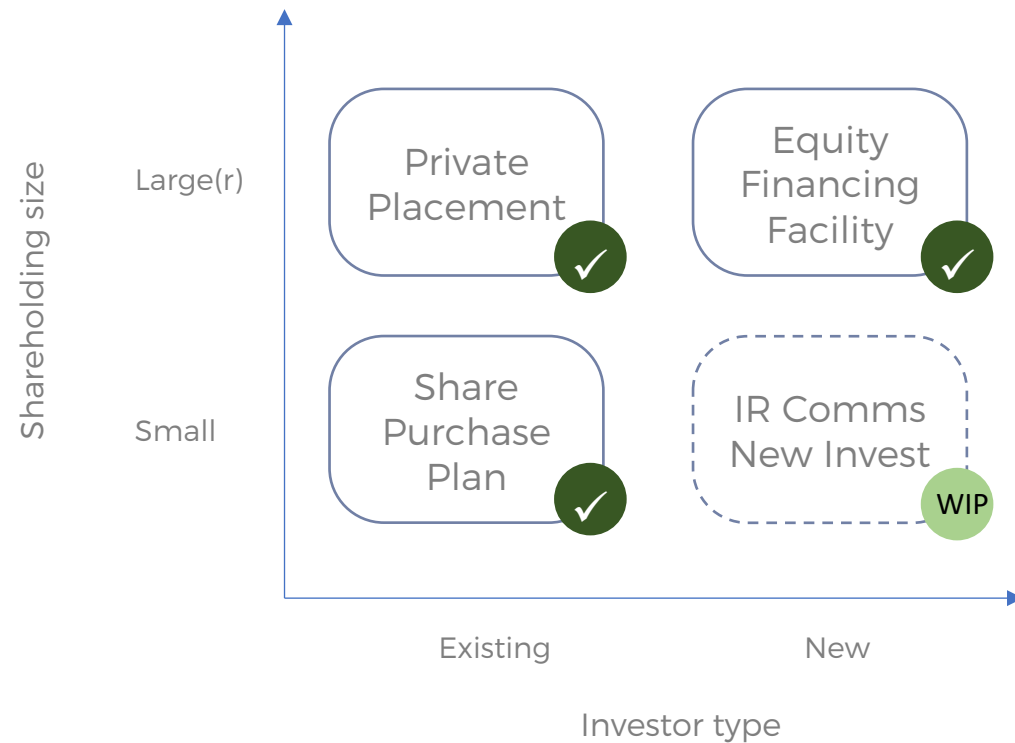 Shareholding size
Large(r)
Private
Placement
✓
Equity
Financing
Facility
✓
Small
Share
Purchase
Plan
✓
IR Comms
New Invest
WIP
Existing
New
Investor type